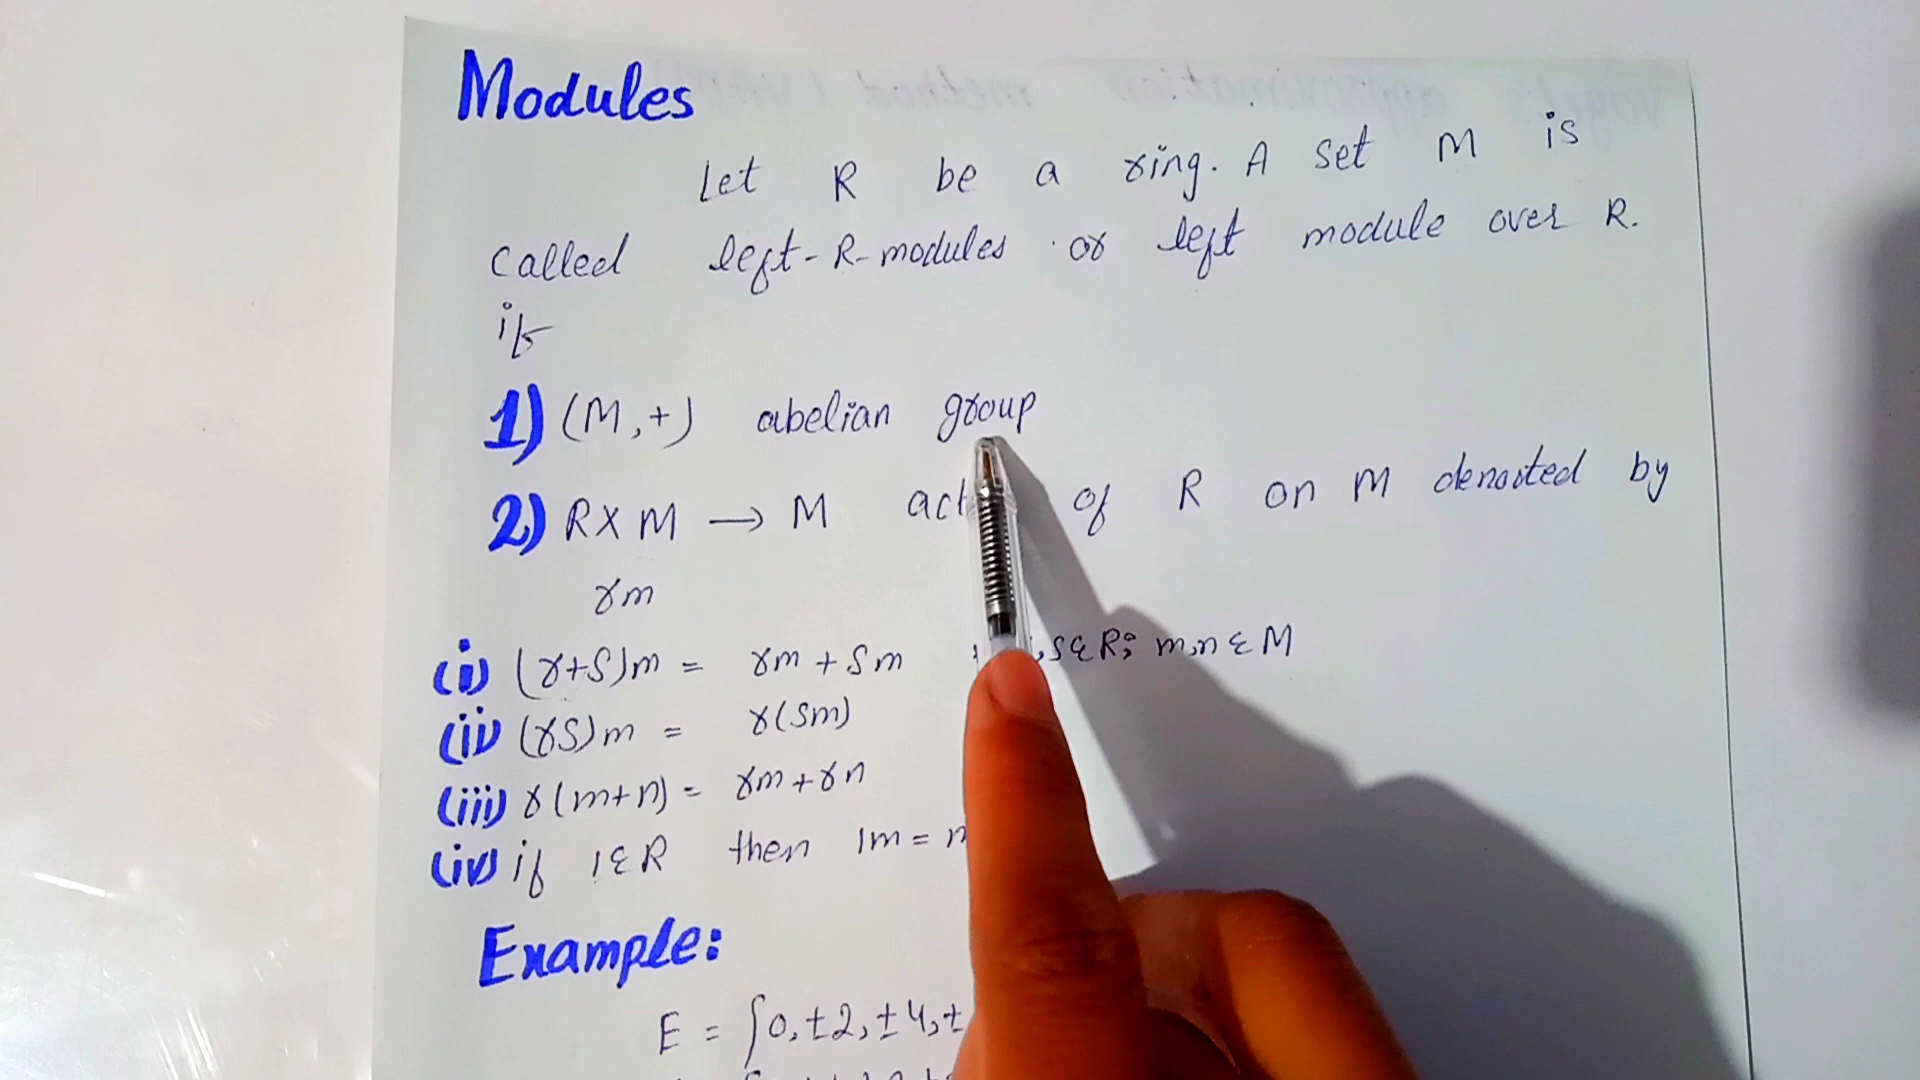 Modules
Let R be a ring. A set M is
Called left-R-modules or left module over R.
if
1) (M,+) abelian group
2) R×M → M act of R on M denoted by
rm
(i) (r+s)m = rm + sm ,s∈R; m,n∈M
(ii) (rs)m = r(sm)
(iii) r(m+n) = rm+rn
(iv) if 1∈R then 1m =
Example:
E = {0,±2,±4,±